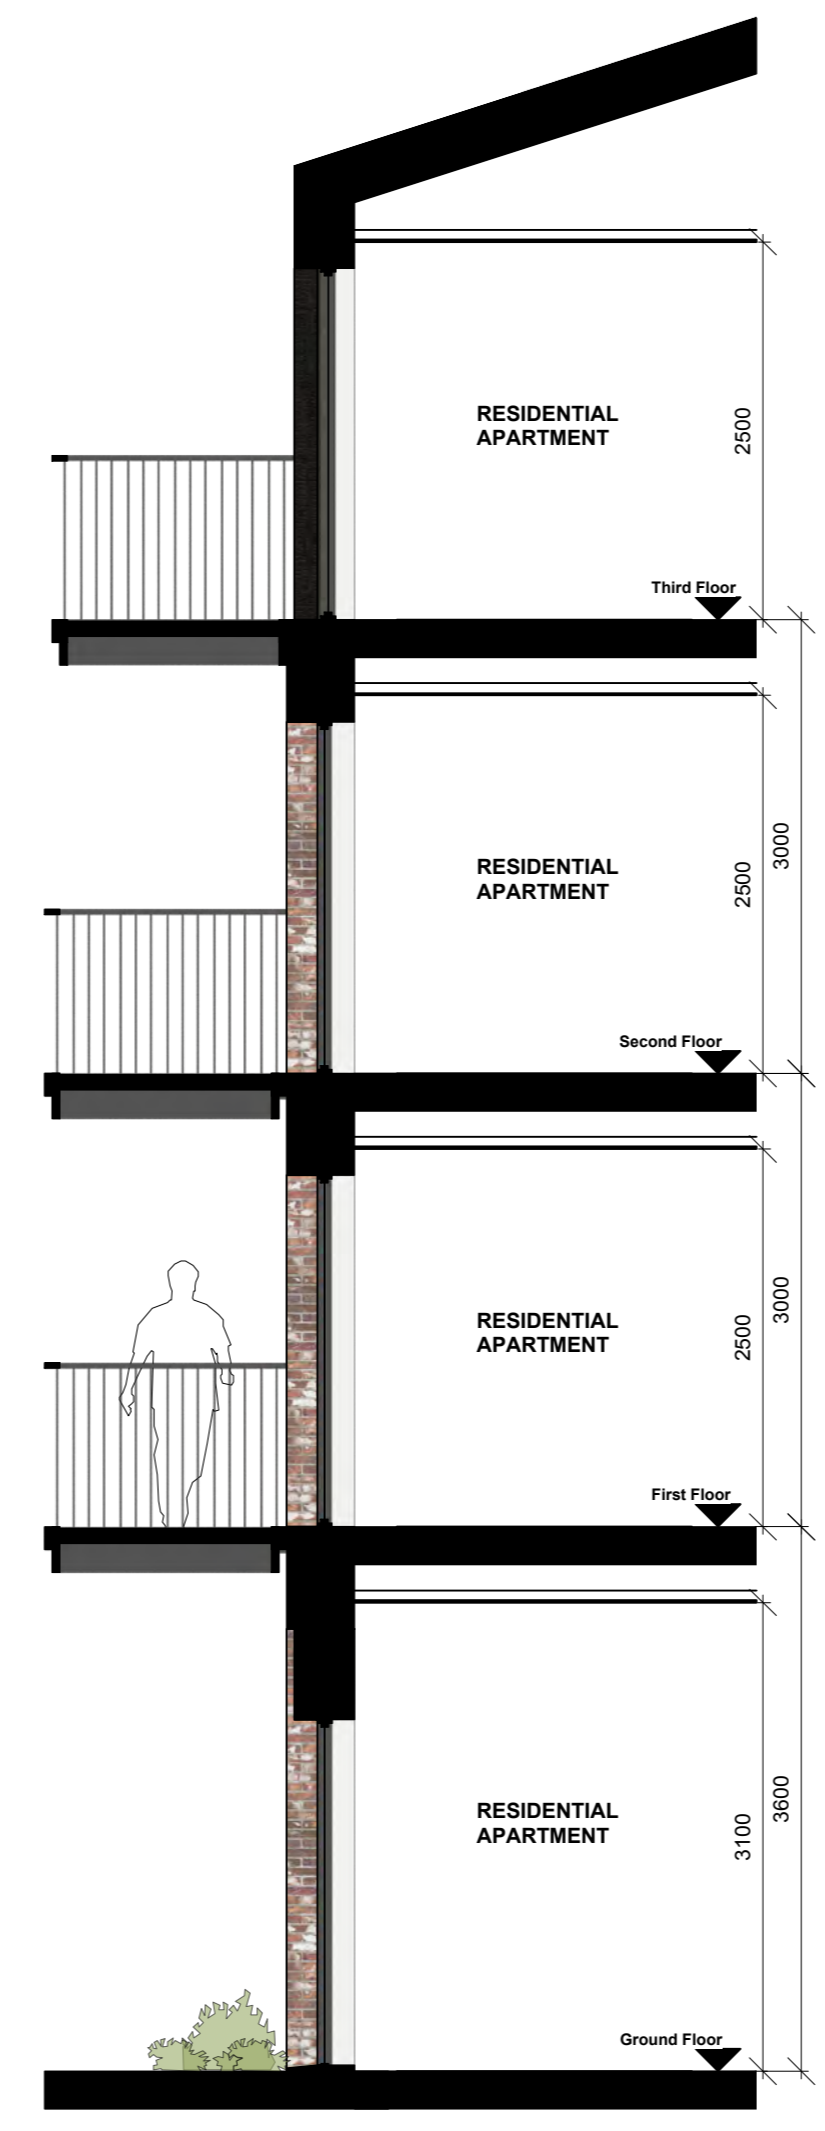 RESIDENTIAL
APARTMENT
2500
Third Floor
RESIDENTIAL
APARTMENT
2500
3000
Second Floor
RESIDENTIAL
APARTMENT
2500
3000
First Floor
RESIDENTIAL
APARTMENT
3100
3600
Ground Floor